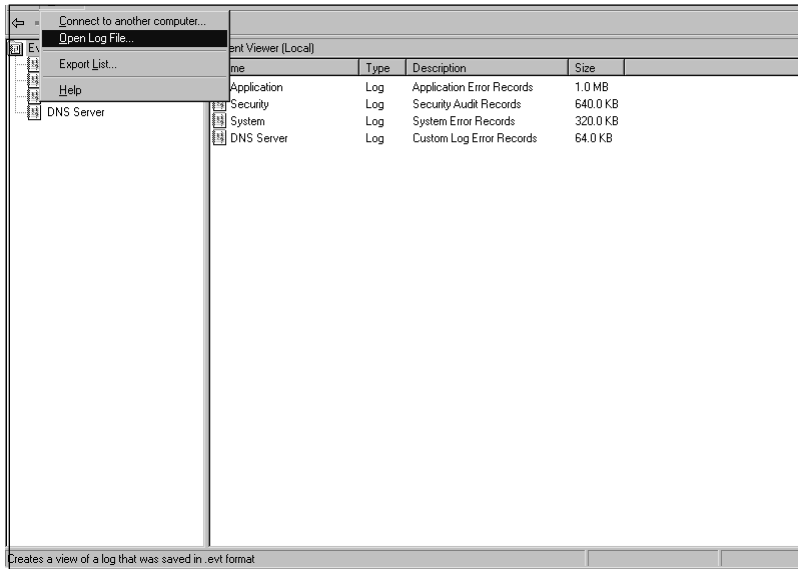 Connect to another computer...
Open Log File...
Export List...
Help
DNS Server
ent Viewer (Local)
me Type Description Size
Application Log Application Error Records 1.0 MB
Security Log Security Audit Records 640.0 KB
System Log System Error Records 320.0 KB
DNS Server Log Custom Log Error Records 64.0 KB
Creates a view of a log that was saved in .evt format